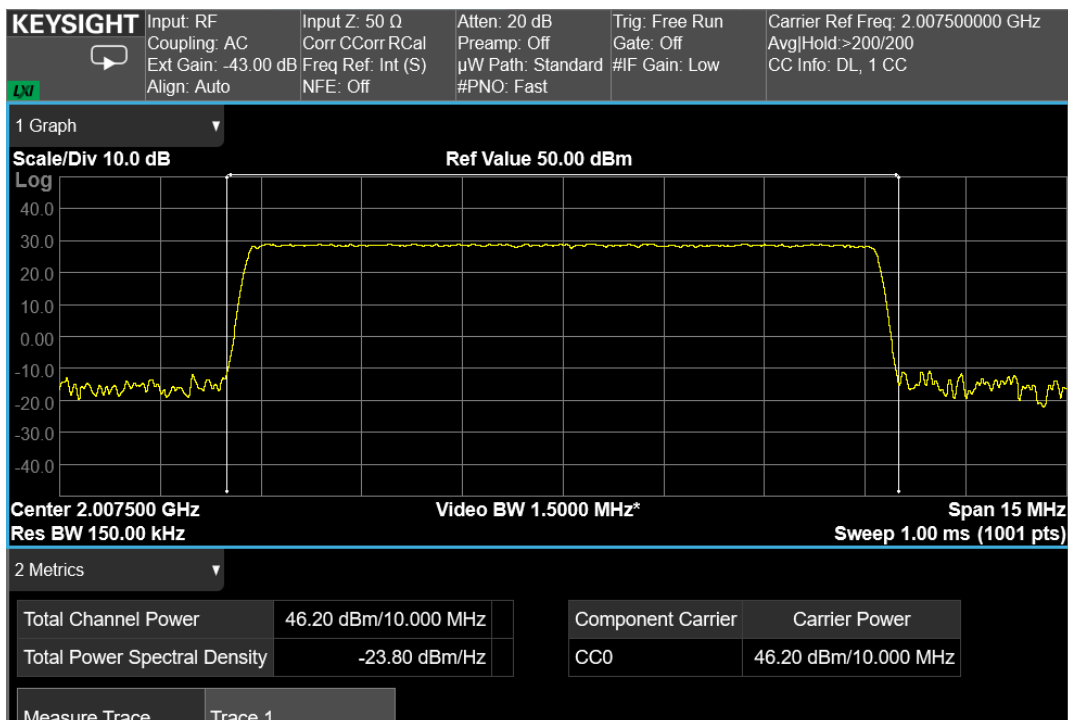 KEYSIGHT
Input: RF
Coupling: AC
Ext Gain: -43.00 dB
Align: Auto
Input Z: 50 Ω
Corr CCorr RCal
Freq Ref: Int (S)
NFE: Off
Atten: 20 dB
Preamp: Off
µW Path: Standard
#PNO: Fast
Trig: Free Run
Gate: Off
#IF Gain: Low
Carrier Ref Freq: 2.007500000 GHz
Avg|Hold:>200/200
CC Info: DL, 1 CC
LXI
1 Graph
Scale/Div 10.0 dB
Ref Value 50.00 dBm
Log
40.0
30.0
20.0
10.0
0.00
-10.0
-20.0
-30.0
-40.0
Center 2.007500 GHz
Video BW 1.5000 MHz*
Span 15 MHz
Res BW 150.00 kHz
Sweep 1.00 ms (1001 pts)
2 Metrics
Total Channel Power 46.20 dBm/10.000 MHz
Total Power Spectral Density -23.80 dBm/Hz
Component Carrier Carrier Power
CC0 46.20 dBm/10.000 MHz
Measure Trace Trace 1